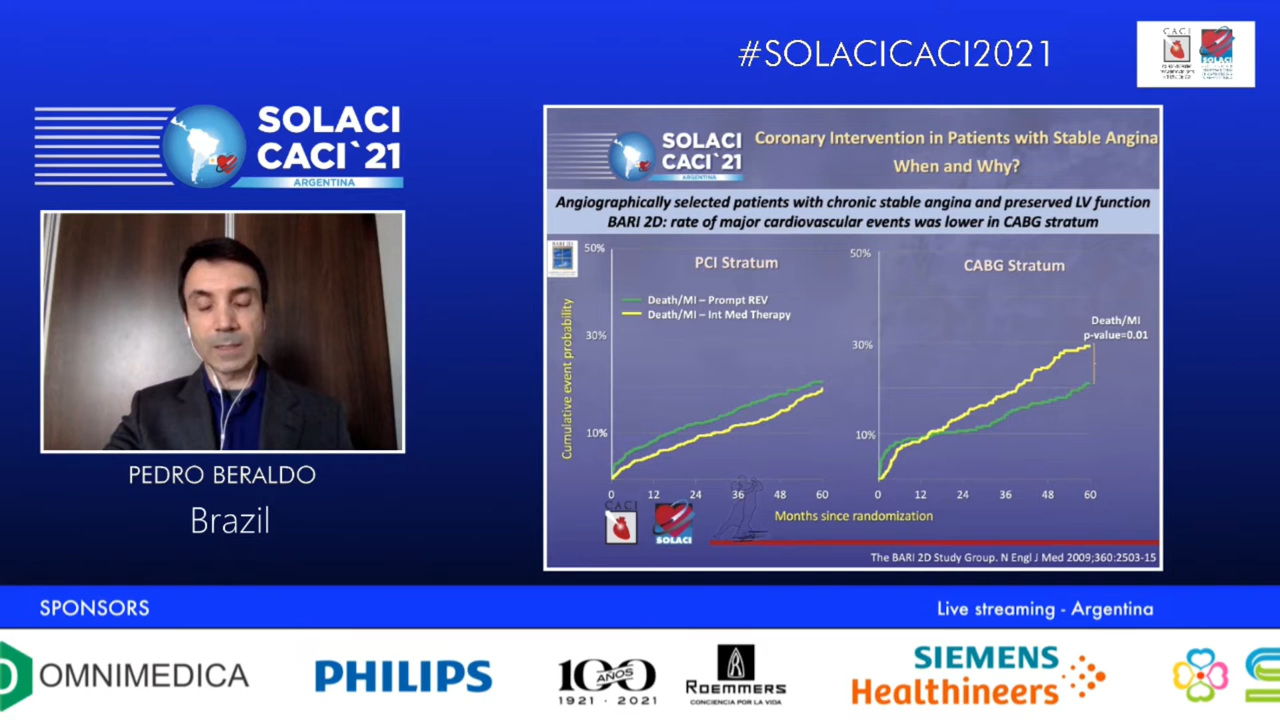 #SOLACICACI2021
CACI
SOLACI
SOLACI
CACI`21
ARGENTINA
PEDRO BERALDO
Brazil
SOLACI
CACI`21
ARGENTINA
Coronary Intervention in Patients with Stable Angina
When and Why?
Angiographically selected patients with chronic stable angina and preserved LV function
BARI 2D: rate of major cardiovascular events was lower in CABG stratum
BARI 2D
Cumulative event probability
50%
30%
10%
PCI Stratum
Death/MI – Prompt REV
Death/MI – Int Med Therapy
0 12 24 36 48 60
50%
30%
10%
CABG Stratum
Death/MI
p-value=0.01
0 12 24 36 48 60
Months since randomization
CACI
SOLACI
The BARI 2D Study Group. N Engl J Med 2009;360:2503-15
SPONSORS
Live streaming - Argentina
OMNIMEDICA
PHILIPS
100
AÑOS
1921 · 2021
ROEMMERS
CONCIENCIA POR LA VIDA
SIEMENS
Healthineers